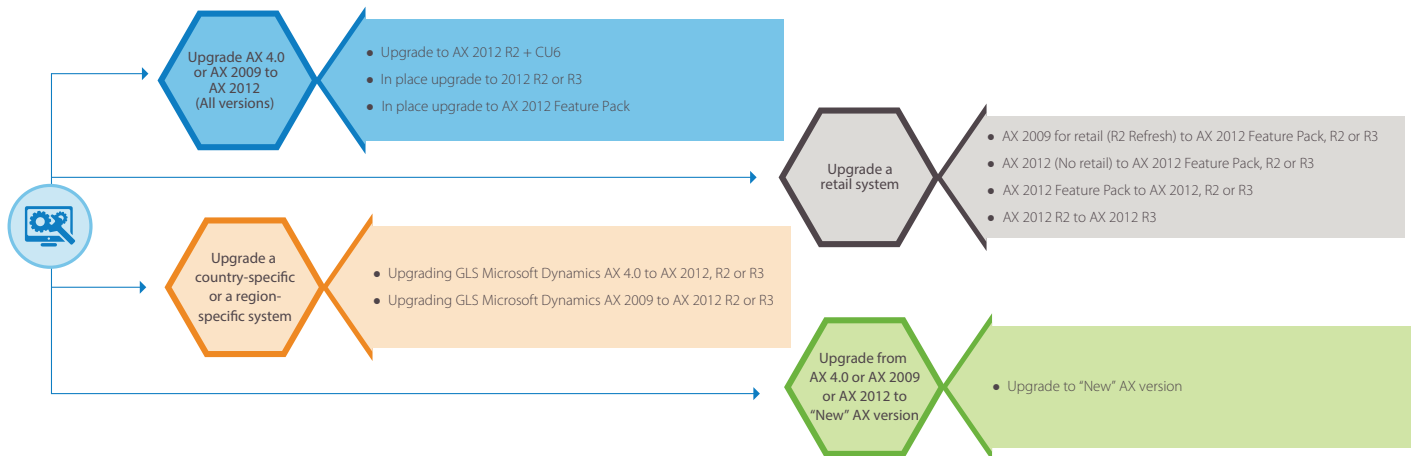 Upgrade AX 4.0
or AX 2009 to
AX 2012
(All versions)
● Upgrade to AX 2012 R2 + CU6
● In place upgrade to 2012 R2 or R3
● In place upgrade to AX 2012 Feature Pack
Upgrade a
retail system
● AX 2009 for retail (R2 Refresh) to AX 2012 Feature Pack, R2 or R3
● AX 2012 (No retail) to AX 2012 Feature Pack, R2 or R3
● AX 2012 Feature Pack to AX 2012, R2 or R3
● AX 2012 R2 to AX 2012 R3
Upgrade a
country-specific
or a region-
specific system
● Upgrading GLS Microsoft Dynamics AX 4.0 to AX 2012, R2 or R3
● Upgrading GLS Microsoft Dynamics AX 2009 to AX 2012 R2 or R3
Upgrade from
AX 4.0 or AX 2009
or AX 2012 to
“New” AX version
● Upgrade to “New” AX version